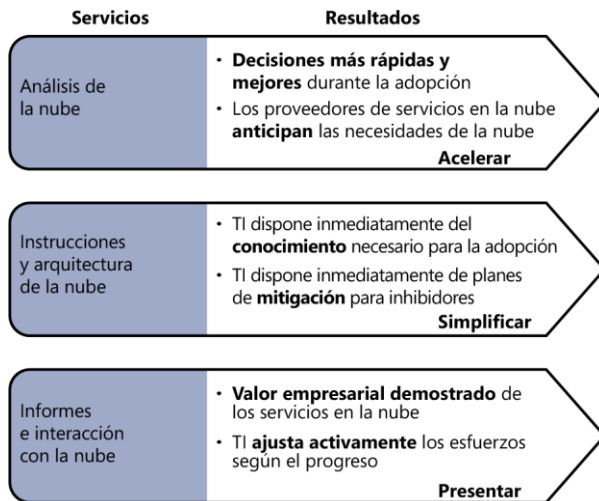 Servicios
Resultados
Análisis de
la nube
• Decisiones más rápidas y
mejores durante la adopción
• Los proveedores de servicios en la nube
anticipan las necesidades de la nube
Acelerar
Instrucciones
y arquitectura
de la nube
• TI dispone inmediatamente del
conocimiento necesario para la adopción
• TI dispone inmediatamente de planes
de mitigación para inhibidores
Simplificar
Informes
e interacción
con la nube
• Valor empresarial demostrado de
los servicios en la nube
• TI ajusta activamente los esfuerzos
según el progreso
Presentar